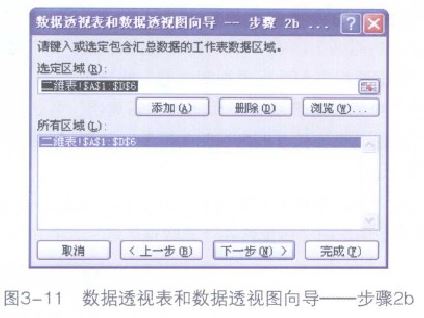 数据透视表和数据透视图向导 -- 步骤 2b ...
请键入或选定包含汇总数据的工作表数据区域。
选定区域(R):
二维表!$A$1:$D$6
添加(A) 删除(D) 浏览(W)...
所有区域(L):
二维表!$A$1:$D$6
取消 < 上一步(B) 下一步(N) > 完成(F)
图3-11 数据透视表和数据透视图向导——步骤2b